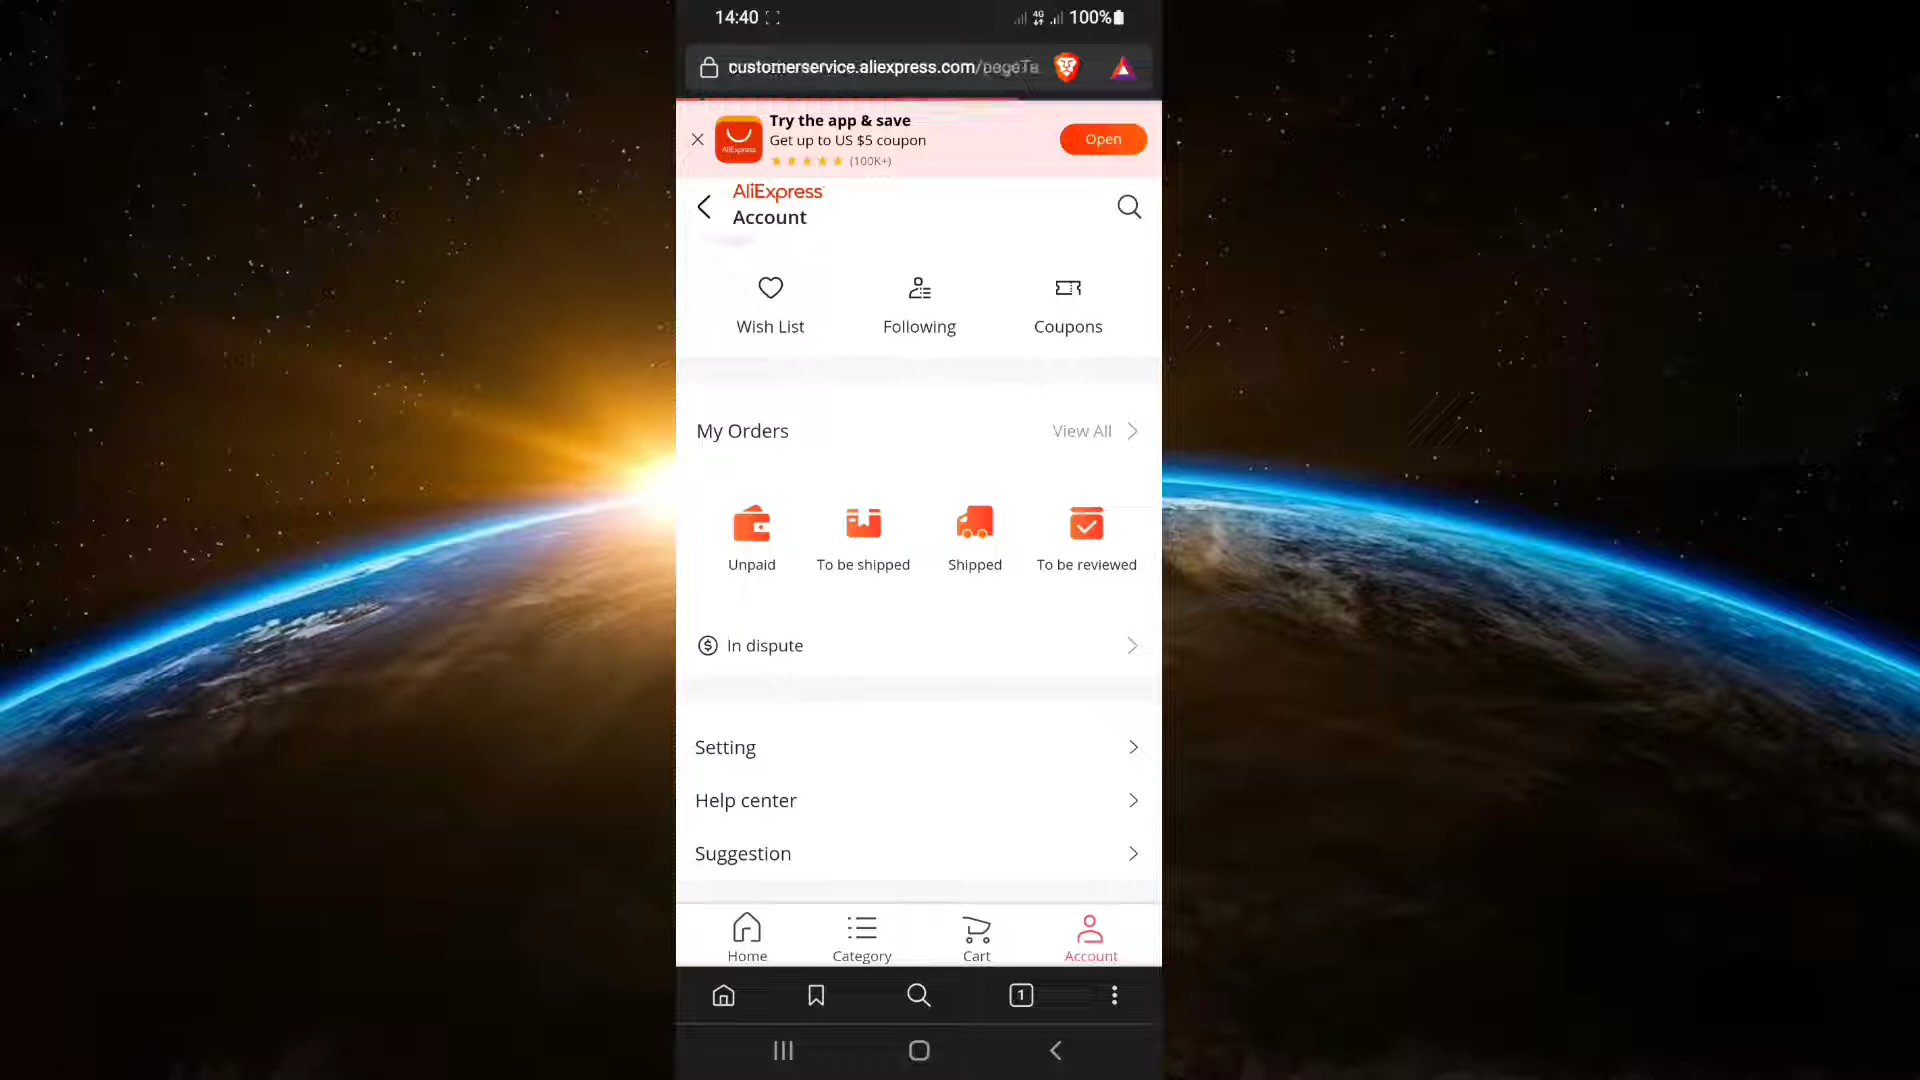 14:40
4G
100%
customerservice.aliexpress.com/
Try the app & save
Get up to US $5 coupon
(100K+)
AliExpress
Open
AliExpress
Account
Wish List
Following
Coupons
My Orders
View All
Unpaid
To be shipped
Shipped
To be reviewed
In dispute
Setting
Help center
Suggestion
Home
Category
Cart
Account
1